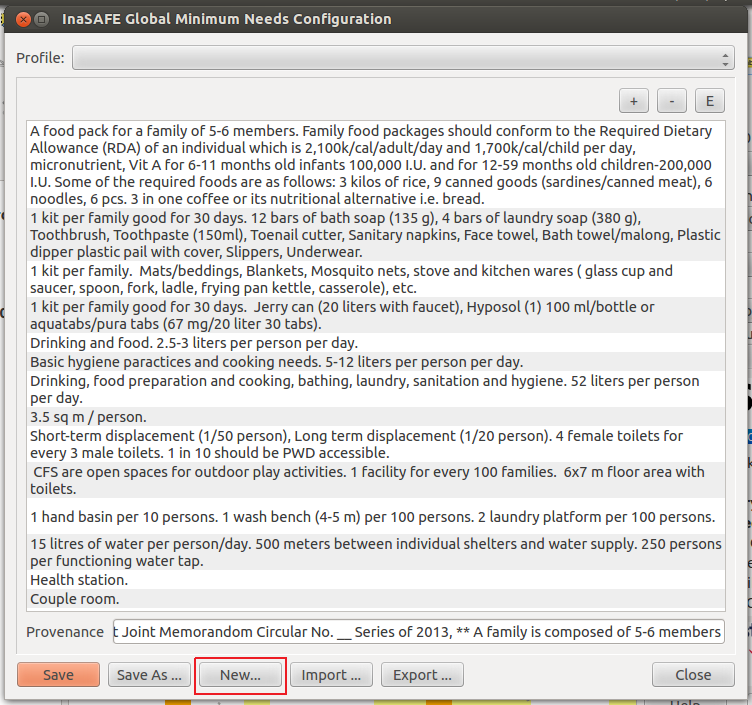 InaSAFE Global Minimum Needs Configuration
Profile:
+ - E
A food pack for a family of 5-6 members. Family food packages should conform to the Required Dietary
Allowance (RDA) of an individual which is 2,100k/cal/adult/day and 1,700k/cal/child per day,
micronutrient, Vit A for 6-11 months old infants 100,000 I.U. and for 12-59 months old children-200,000
I.U. Some of the required foods are as follows: 3 kilos of rice, 9 canned goods (sardines/canned meat), 6
noodles, 6 pcs. 3 in one coffee or its nutritional alternative i.e. bread.
1 kit per family good for 30 days. 12 bars of bath soap (135 g), 4 bars of laundry soap (380 g),
Toothbrush, Toothpaste (150ml), Toenail cutter, Sanitary napkins, Face towel, Bath towel/malong, Plastic
dipper plastic pail with cover, Slippers, Underwear.
1 kit per family.  Mats/beddings, Blankets, Mosquito nets, stove and kitchen wares ( glass cup and
saucer, spoon, fork, ladle, frying pan kettle, casserole), etc.
1 kit per family good for 30 days.  Jerry can (20 liters with faucet), Hyposol (1) 100 ml/bottle or
aquatabs/pura tabs (67 mg/20 liter 30 tabs).
Drinking and food. 2.5-3 liters per person per day.
Basic hygiene paractices and cooking needs. 5-12 liters per person per day.
Drinking, food preparation and cooking, bathing, laundry, sanitation and hygiene. 52 liters per person
per day.
3.5 sq m / person.
Short-term displacement (1/50 person), Long term displacement (1/20 person). 4 female toilets for
every 3 male toilets. 1 in 10 should be PWD accessible.
CFS are open spaces for outdoor play activities. 1 facility for every 100 families.  6x7 m floor area with
toilets.
1 hand basin per 10 persons. 1 wash bench (4-5 m) per 100 persons. 2 laundry platform per 100 persons.
15 litres of water per person/day. 500 meters between individual shelters and water supply. 250 persons
per functioning water tap.
Health station.
Couple room.
Provenance t Joint Memorandom Circular No. __ Series of 2013, ** A family is composed of 5-6 members
Save Save As ... New... Import ... Export ... Close